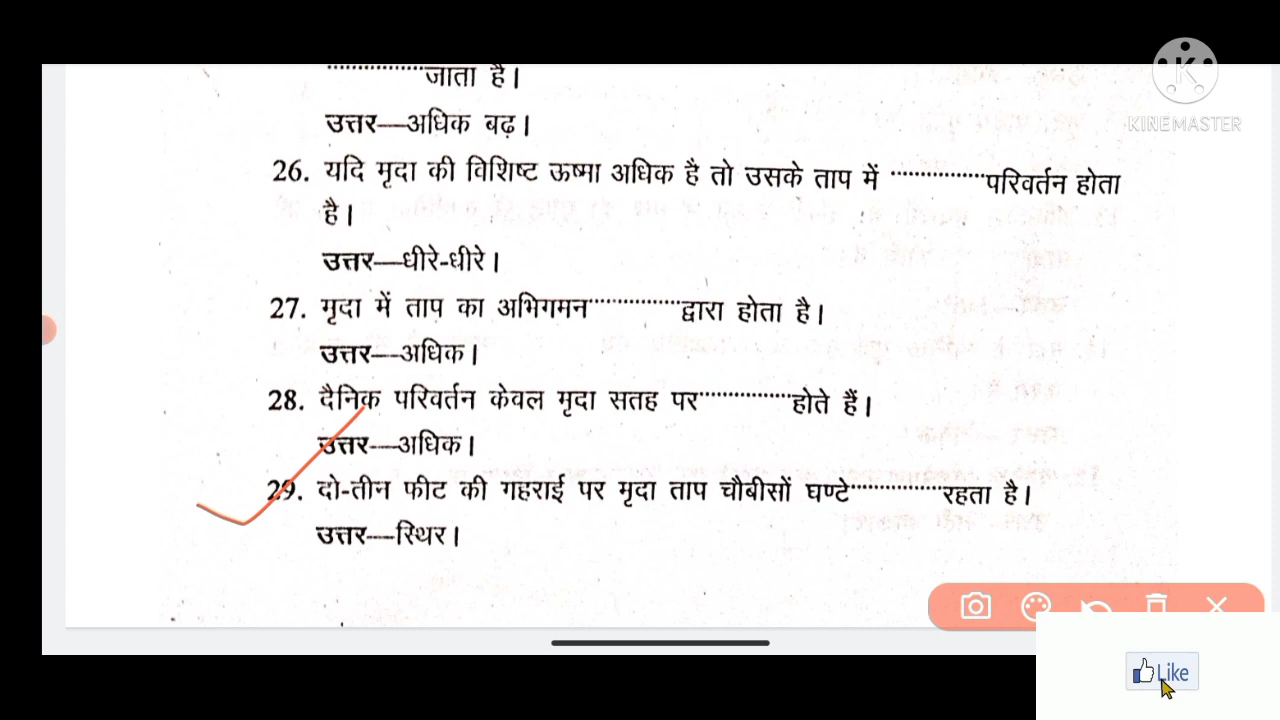 ··············जाता है।
उत्तर—अधिक बढ़।
26. यदि मृदा की विशिष्ट ऊष्मा अधिक है तो उसके ताप में ··············परिवर्तन होता
है।
उत्तर—धीरे-धीरे।
27. मृदा में ताप का अभिगमन··············द्वारा होता है।
उत्तर—अधिक।
28. दैनिक परिवर्तन केवल मृदा सतह पर··············होते हैं।
उत्तर—अधिक।
29. दो-तीन फीट की गहराई पर मृदा ताप चौबीसों घण्टे··············रहता है।
उत्तर—स्थिर।
K
KINEMASTER
Like